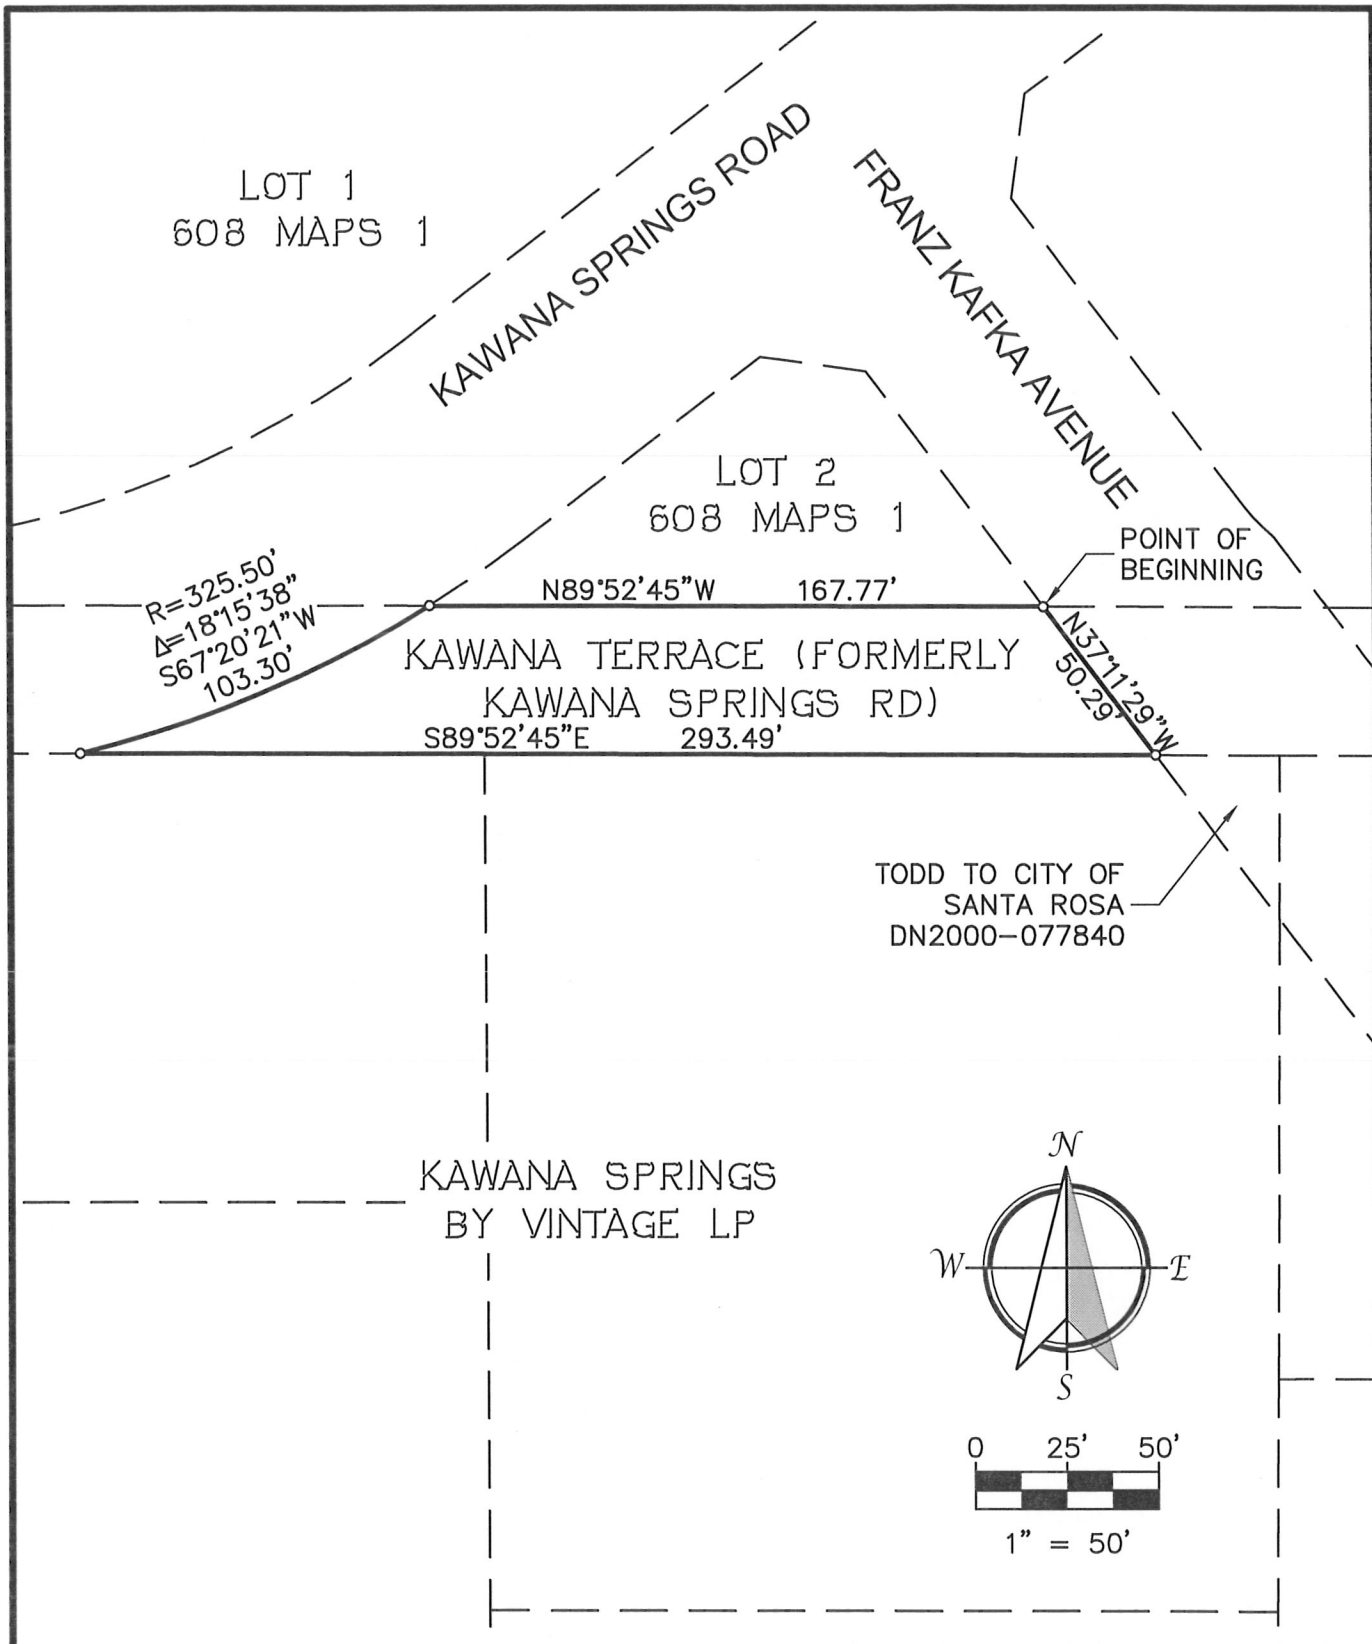 LOT 1
608 MAPS 1
KAWANA SPRINGS ROAD
FRANZ KAFKA AVENUE
LOT 2
608 MAPS 1
POINT OF
BEGINNING
R=325.50'
Δ=18°15'38"
S67°20'21"W
103.30'
N89°52'45"W 167.77'
N37°11'29"W
50.29'
KAWANA TERRACE (FORMERLY
KAWANA SPRINGS RD)
S89°52'45"E 293.49'
TODD TO CITY OF
SANTA ROSA
DN2000-077840
KAWANA SPRINGS
BY VINTAGE LP
N
W E
S
0 25' 50'
1" = 50'